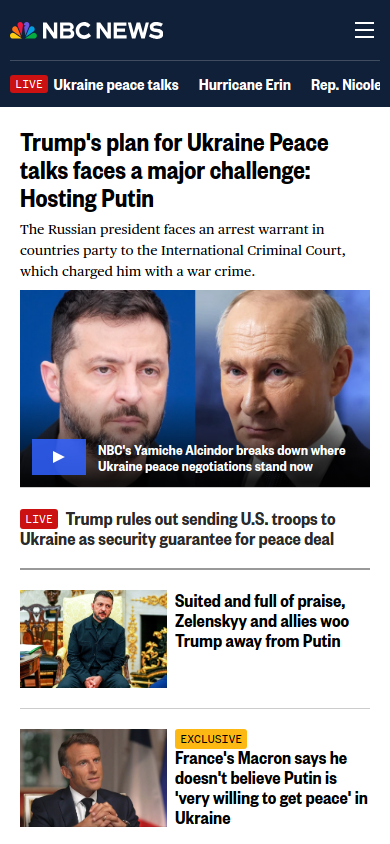 NBC NEWS
LIVE Ukraine peace talks Hurricane Erin Rep. Nicole
Trump's plan for Ukraine Peace
talks faces a major challenge:
Hosting Putin
The Russian president faces an arrest warrant in
countries party to the International Criminal Court,
which charged him with a war crime.
NBC's Yamiche Alcindor breaks down where
Ukraine peace negotiations stand now
LIVE Trump rules out sending U.S. troops to
Ukraine as security guarantee for peace deal
Suited and full of praise,
Zelenskyy and allies woo
Trump away from Putin
EXCLUSIVE
France's Macron says he
doesn't believe Putin is
'very willing to get peace' in
Ukraine